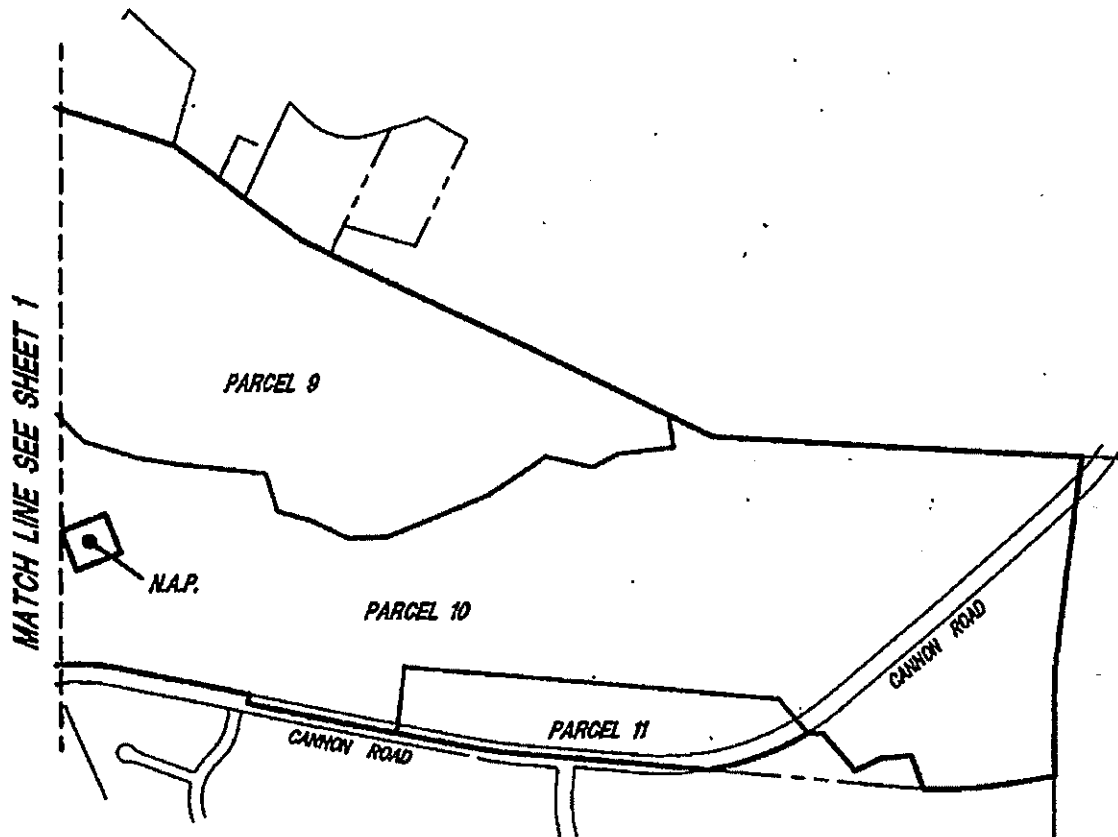 MATCH LINE SEE SHEET 1
PARCEL 9
N.A.P.
PARCEL 10
CANNON ROAD
PARCEL 11
CANNON ROAD